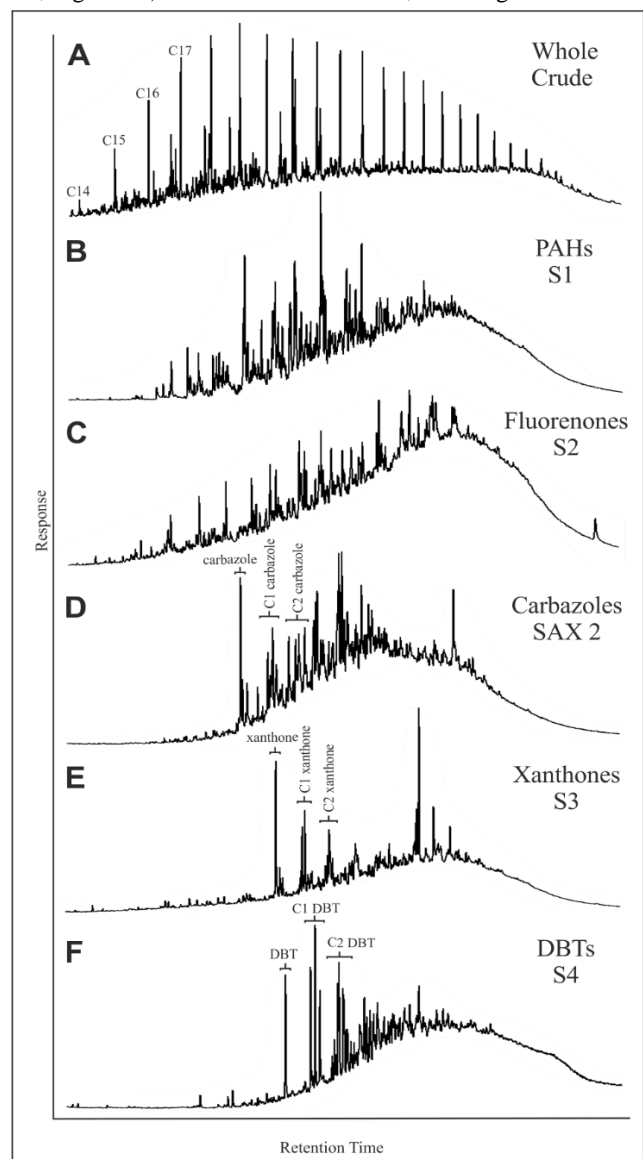 A
Whole
Crude
C14
C15
C16
C17
B
PAHs
S1
C
Fluorenones
S2
Response
D
carbazole
C1 carbazole
C2 carbazole
Carbazoles
SAX 2
E
xanthone
C1 xanthone
C2 xanthone
Xanthones
S3
F
DBT
C1 DBT
C2 DBT
DBTs
S4
Retention Time